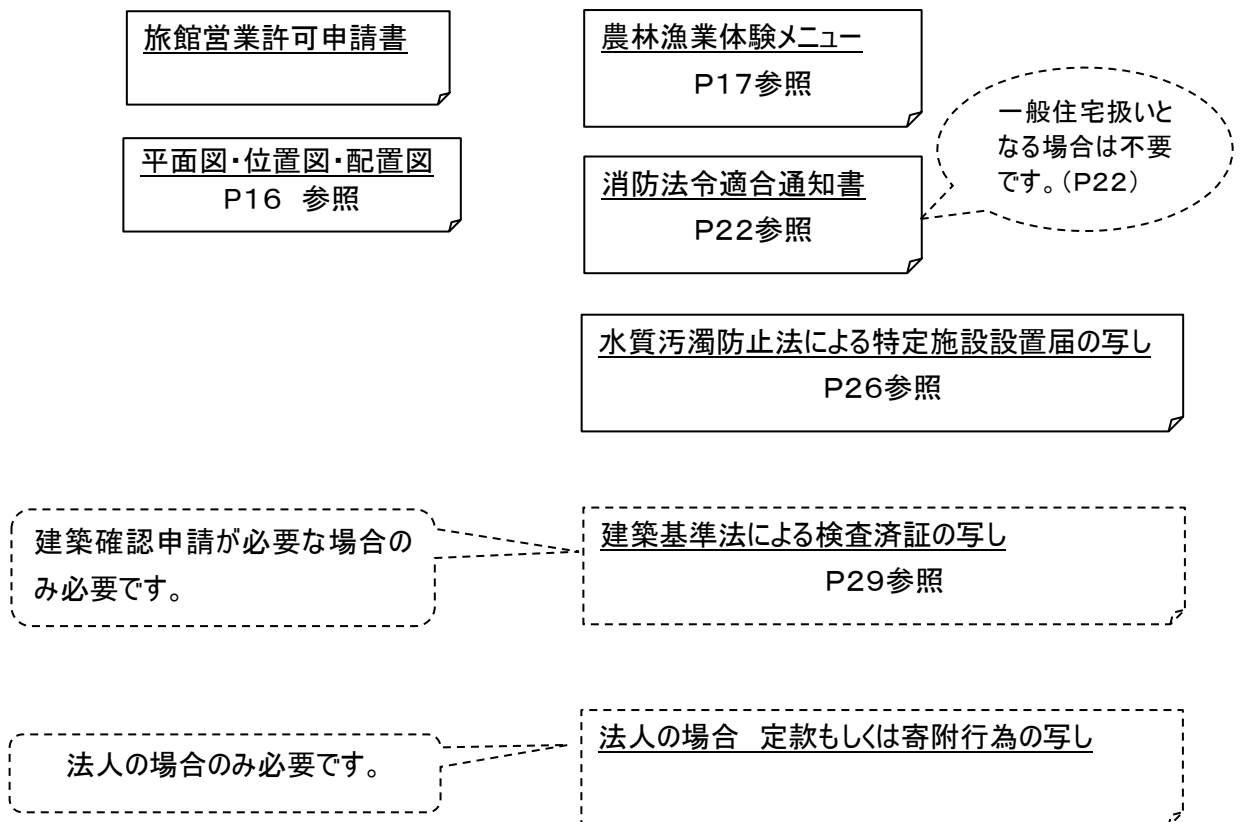 旅館営業許可申請書
平面図・位置図・配置図
P16 参照
農林漁業体験メニュー
P17参照
消防法令適合通知書
P22参照
一般住宅扱いと
なる場合は不要
です。(P22)
水質汚濁防止法による特定施設設置届の写し
P26参照
建築確認申請が必要な場合の
み必要です。
建築基準法による検査済証の写し
P29参照
法人の場合のみ必要です。
法人の場合 定款もしくは寄附行為の写し